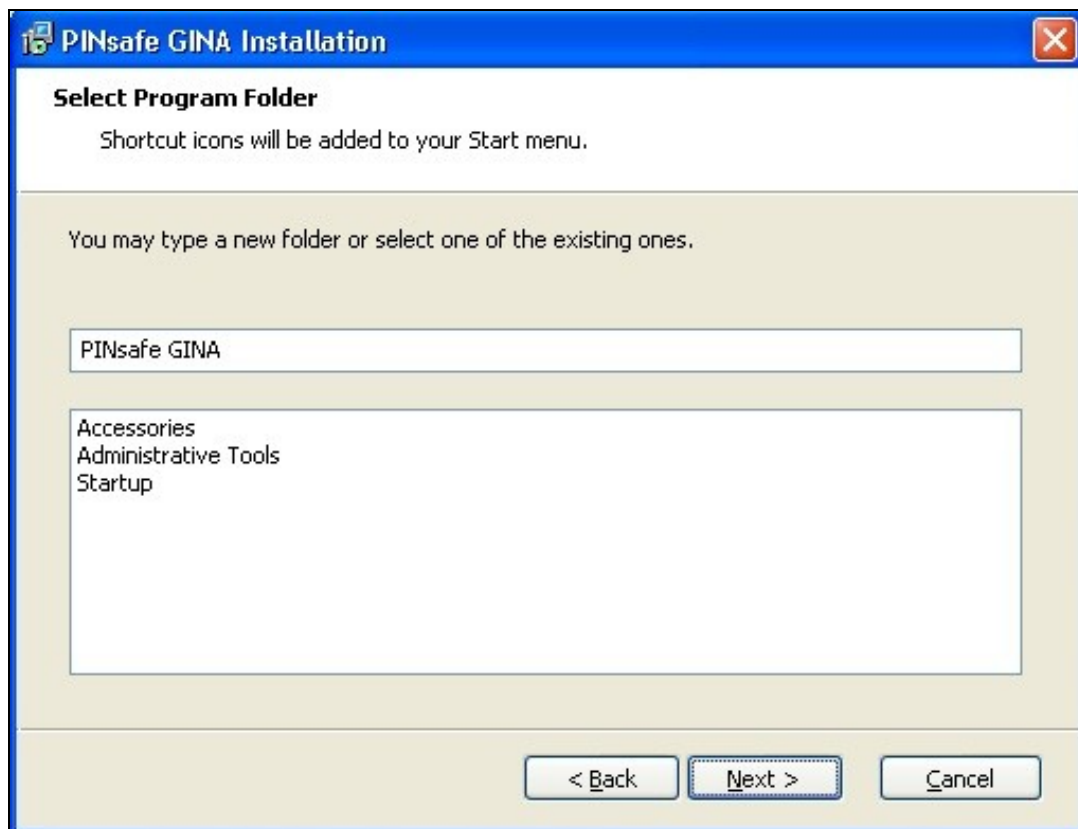 PINsafe GINA Installation
Select Program Folder
Shortcut icons will be added to your Start menu.
You may type a new folder or select one of the existing ones.
PINsafe GINA
Accessories
Administrative Tools
Startup
< Back Next > Cancel